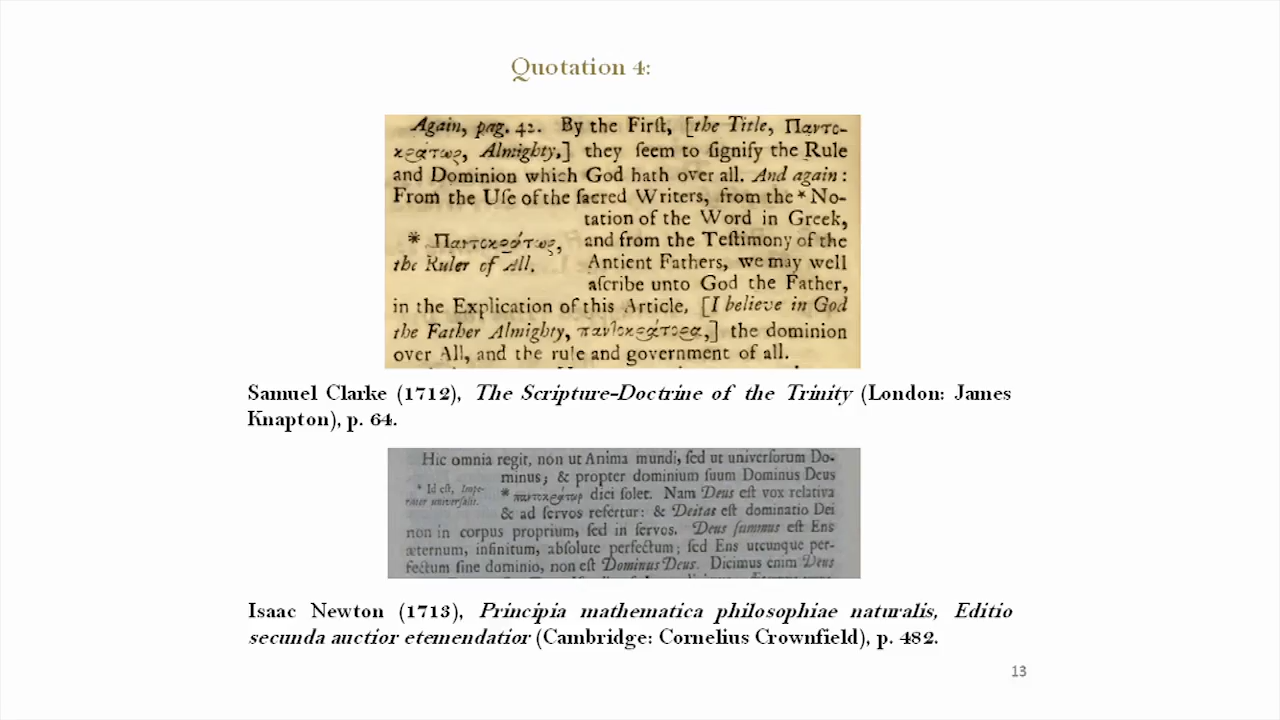 Quotation 4:
Again, pag. 42. By the Firſt, [the Title, Παντο-
κράτωρ, Almighty,] they ſeem to ſignify the Rule
and Dominion which God hath over all. And again:
From the Uſe of the ſacred Writers, from the * No-
tation of the Word in Greek,
* Παντοκράτως,
the Ruler of All.
and from the Teſtimony of the
Antient Fathers, we may well
aſcribe unto God the Father,
in the Explication of this Article, [I believe in God
the Father Almighty, παντοκράτορα,] the dominion
over All, and the rule and government of all.
Samuel Clarke (1712), The Scripture-Doctrine of the Trinity (London: James
Knapton), p. 64.
Hic omnia regit, non ut Anima mundi, ſed ut univerſorum Do-
minus; & propter dominium ſuum Dominus Deus
* Id eſt, Impe-
rator univerſalis.
* παντοκράτωρ dici ſolet. Nam Deus eſt vox relativa
& ad ſervos refertur: & Deitas eſt dominatio Dei
non in corpus proprium, ſed in ſervos. Deus ſummus eſt Ens
æternum, infinitum, abſolute perfectum; ſed Ens utcunque per-
fectum ſine dominio, non eſt Dominus Deus. Dicimus enim Deus
Isaac Newton (1713), Principia mathematica philosophiae naturalis, Editio
secunda auctior etemendatior (Cambridge: Cornelius Crownfield), p. 482.
13